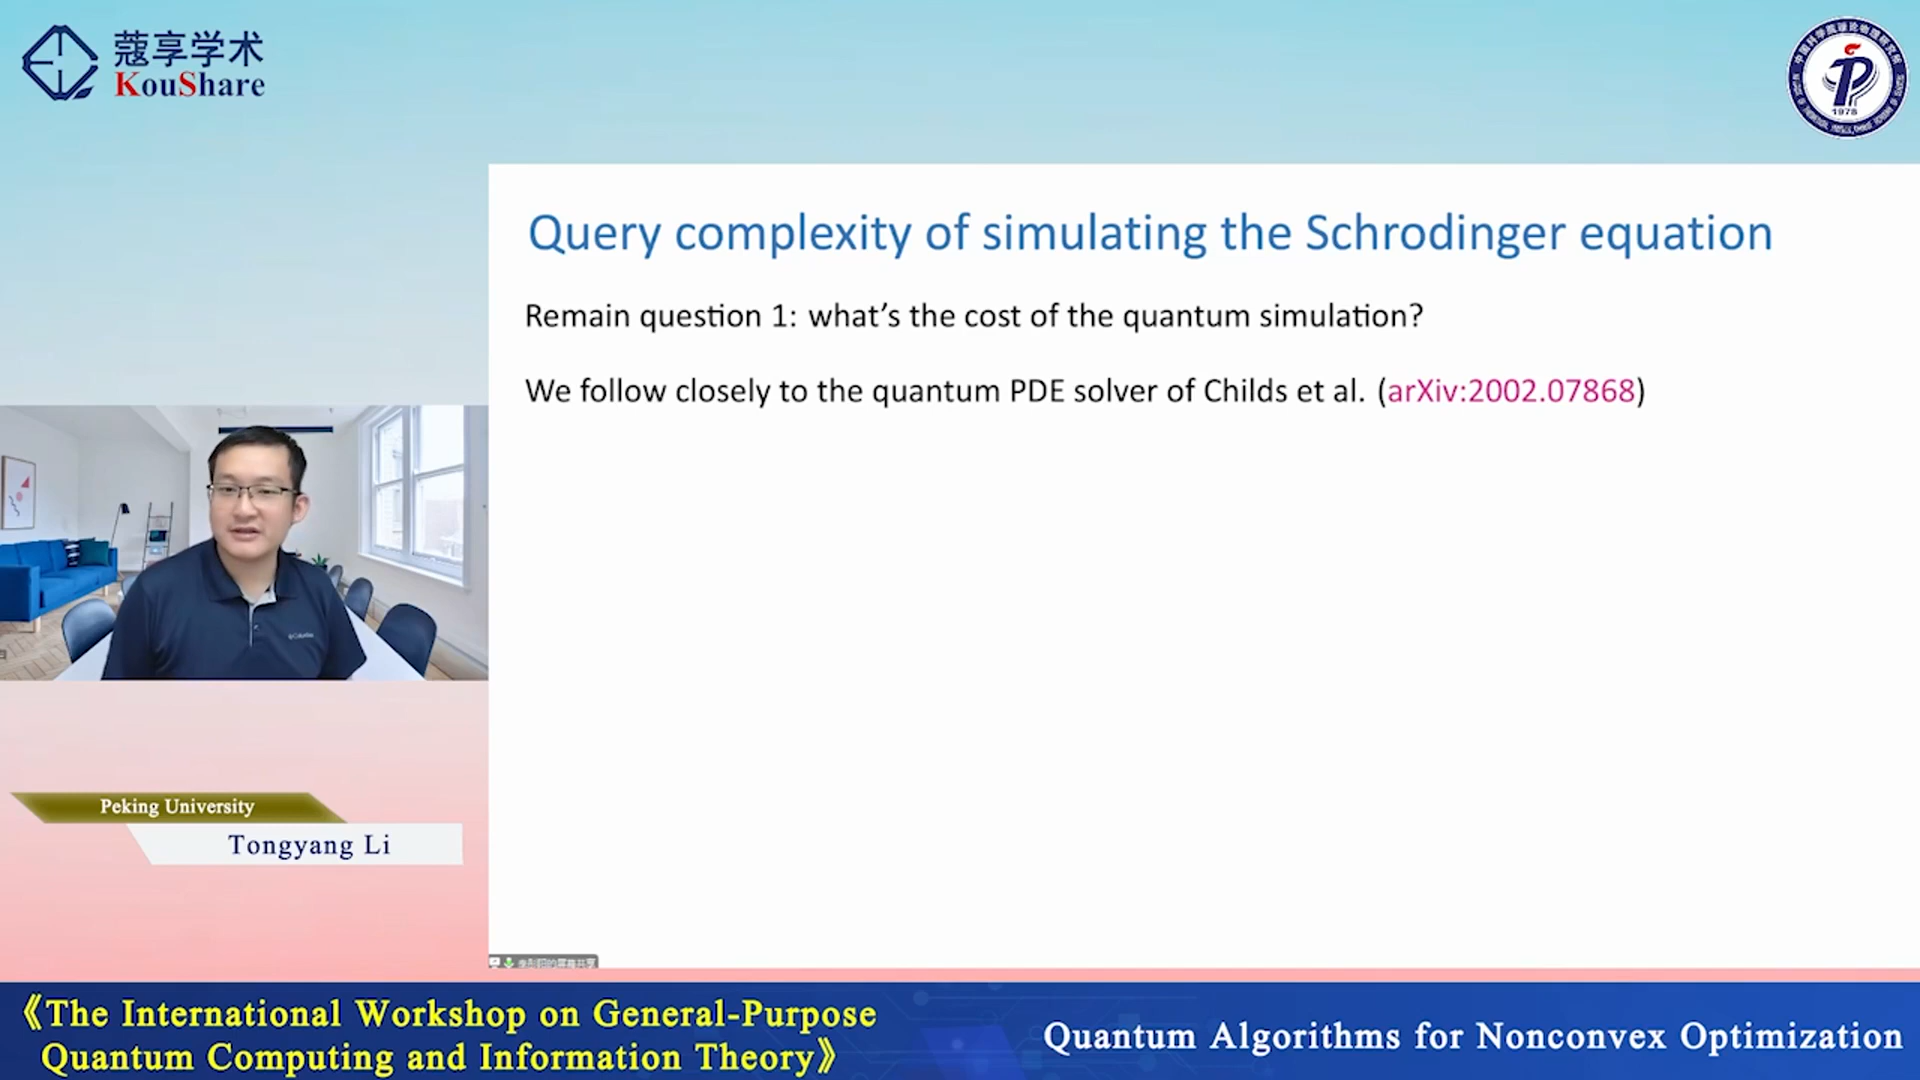 蔻享学术
KouShare
1978
Query complexity of simulating the Schrodinger equation
Remain question 1: what's the cost of the quantum simulation?
We follow closely to the quantum PDE solver of Childs et al. (arXiv:2002.07868)
Peking University
Tongyang Li
《The International Workshop on General-Purpose
Quantum Computing and Information Theory》
Quantum Algorithms for Nonconvex Optimization